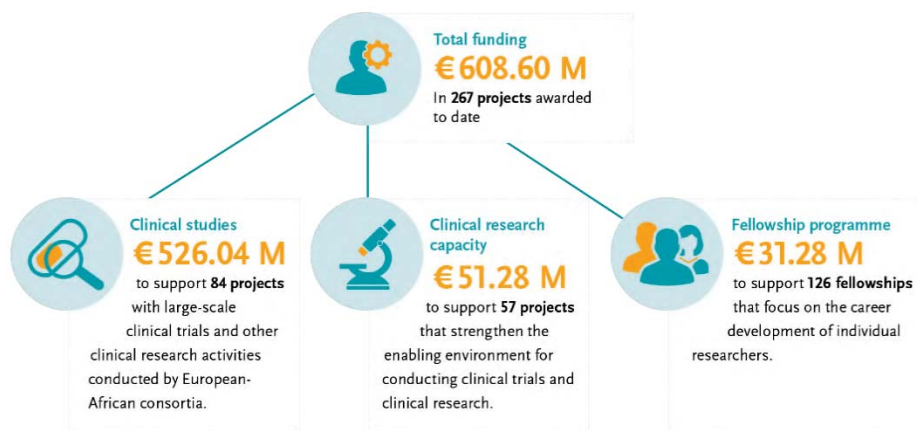 Total funding
€608.60 M
In 267 projects awarded
to date
Clinical studies
€526.04 M
to support 84 projects
with large-scale
clinical trials and other
clinical research activities
conducted by European-
African consortia.
Clinical research
capacity
€51.28 M
to support 57 projects
that strengthen the
enabling environment for
conducting clinical trials and
clinical research.
Fellowship programme
€31.28 M
to support 126 fellowships
that focus on the career
development of individual
researchers.